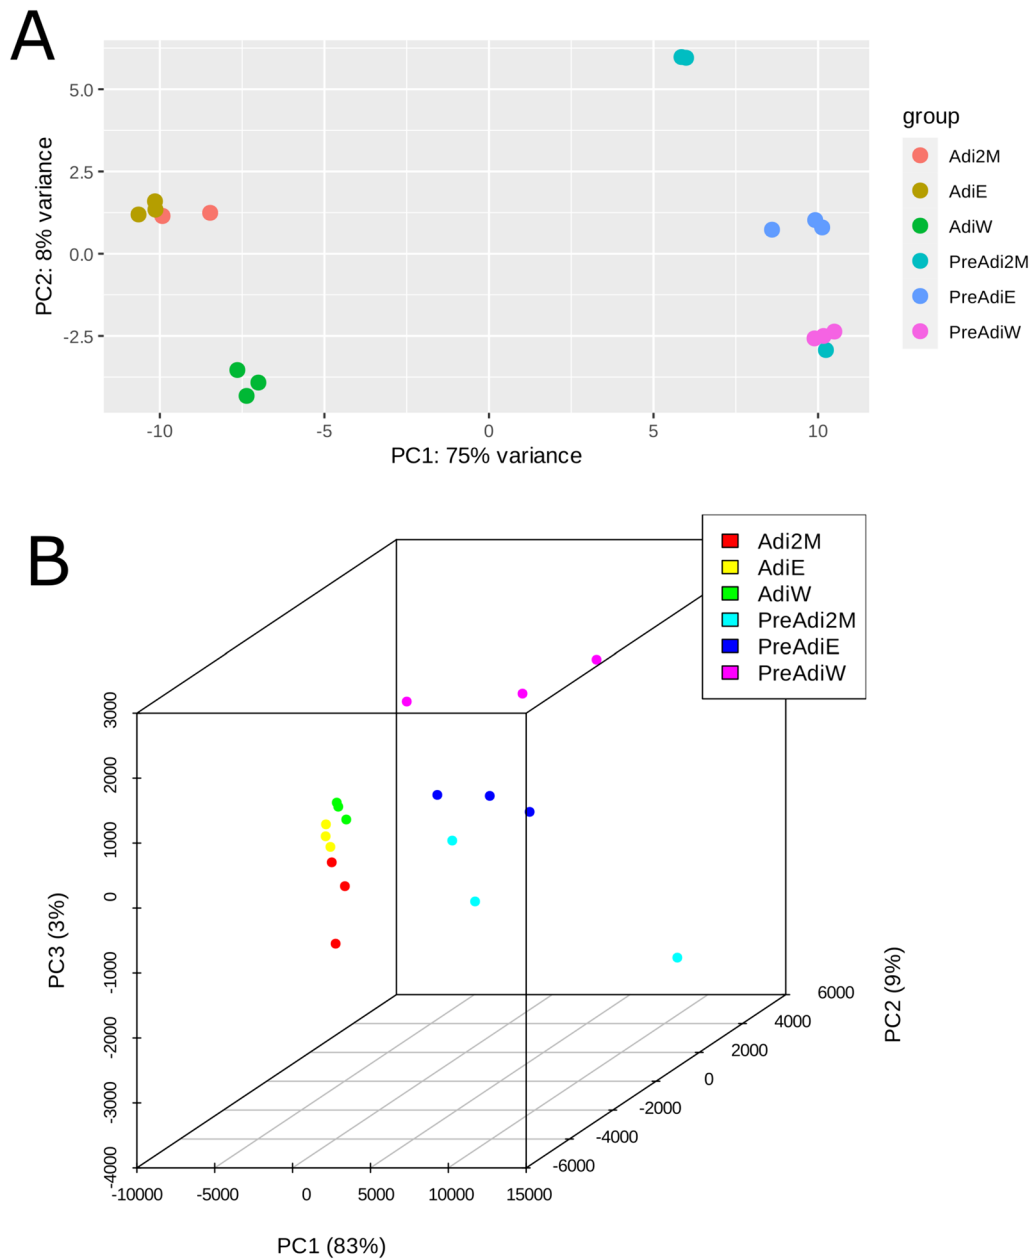 A
5.0
2.5
0.0
-2.5
PC2: 8% variance
-10
-5
0
5
10
PC1: 75% variance
group
Adi2M
AdiE
AdiW
PreAdi2M
PreAdiE
PreAdiW
B
Adi2M
AdiE
AdiW
PreAdi2M
PreAdiE
PreAdiW
3000
2000
1000
0
-1000
-2000
-3000
-4000
PC3 (3%)
-10000
-5000
0
5000
10000
15000
PC1 (83%)
6000
4000
2000
0
-2000
-4000
-6000
PC2 (9%)